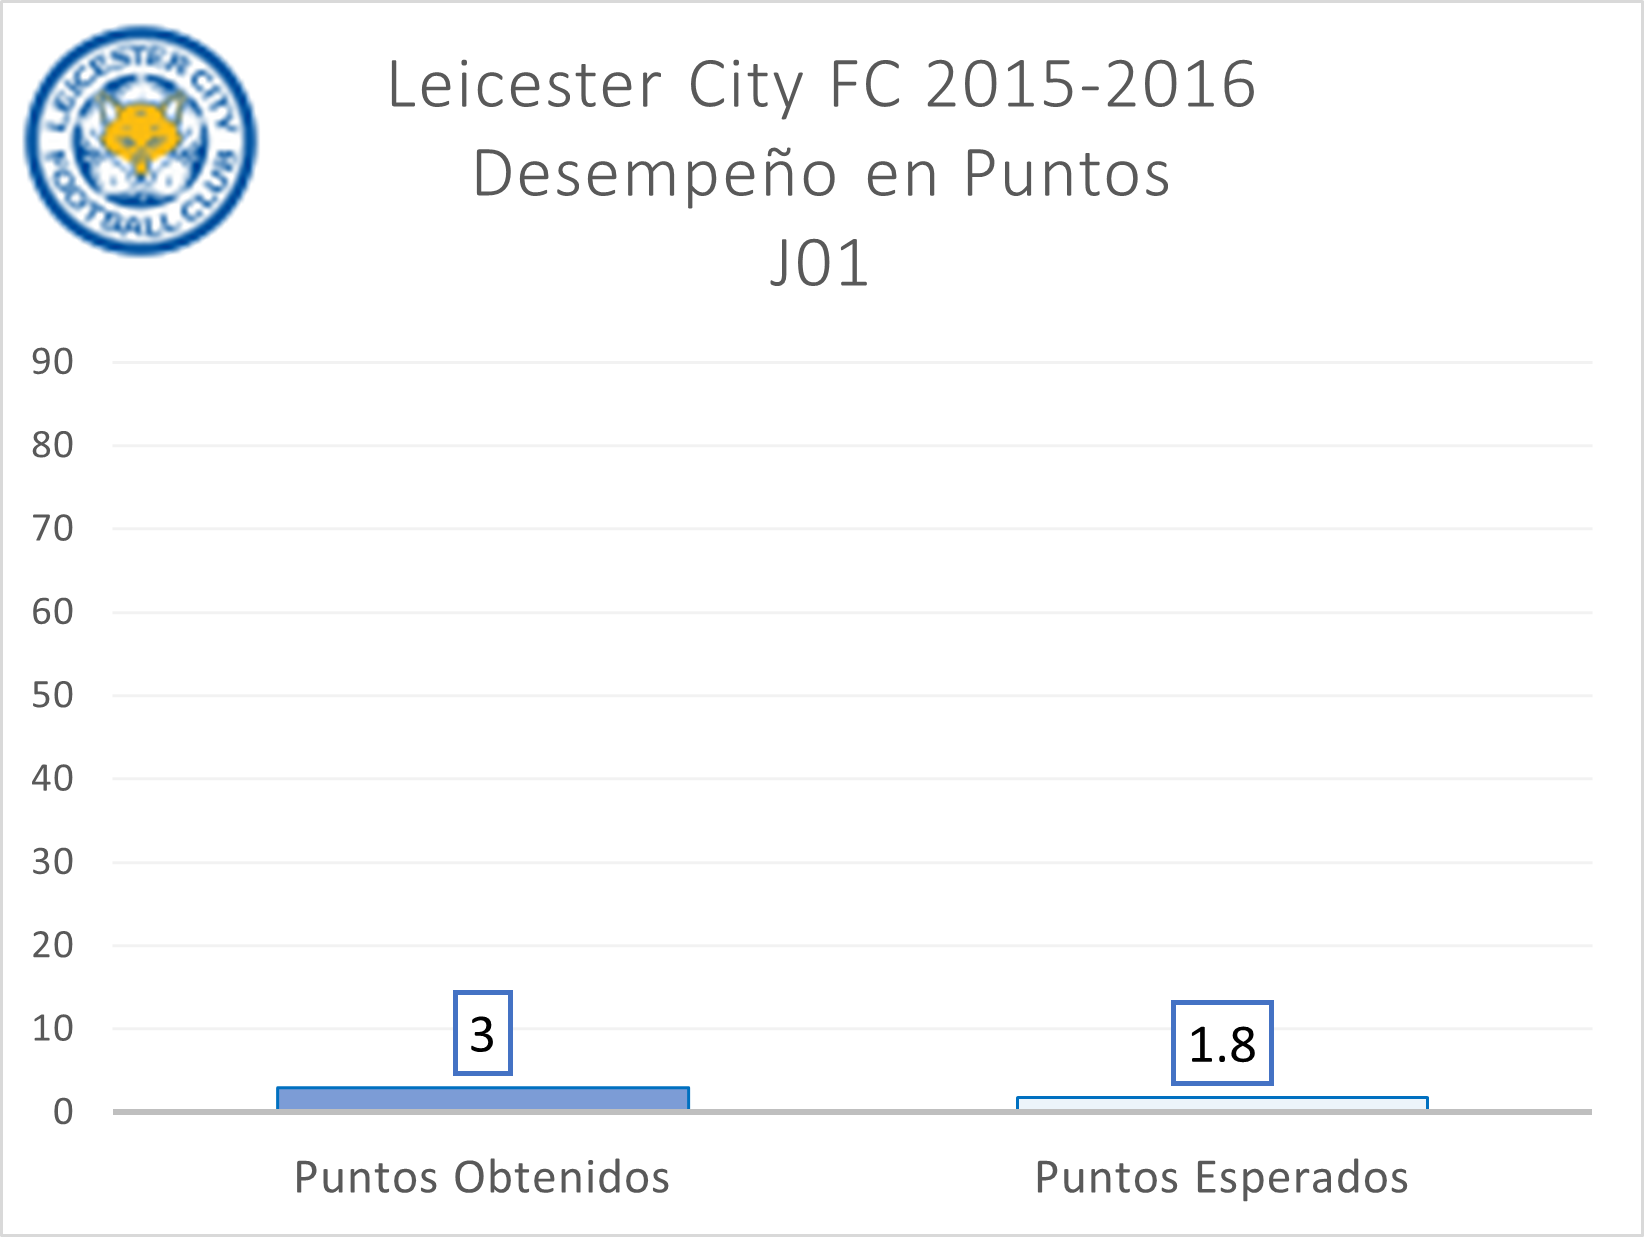 LEICESTER CITY
FOOTBALL CLUB
Leicester City FC 2015-2016
Desempeño en Puntos
J01
90
80
70
60
50
40
30
20
10
0
3
1.8
Puntos Obtenidos
Puntos Esperados